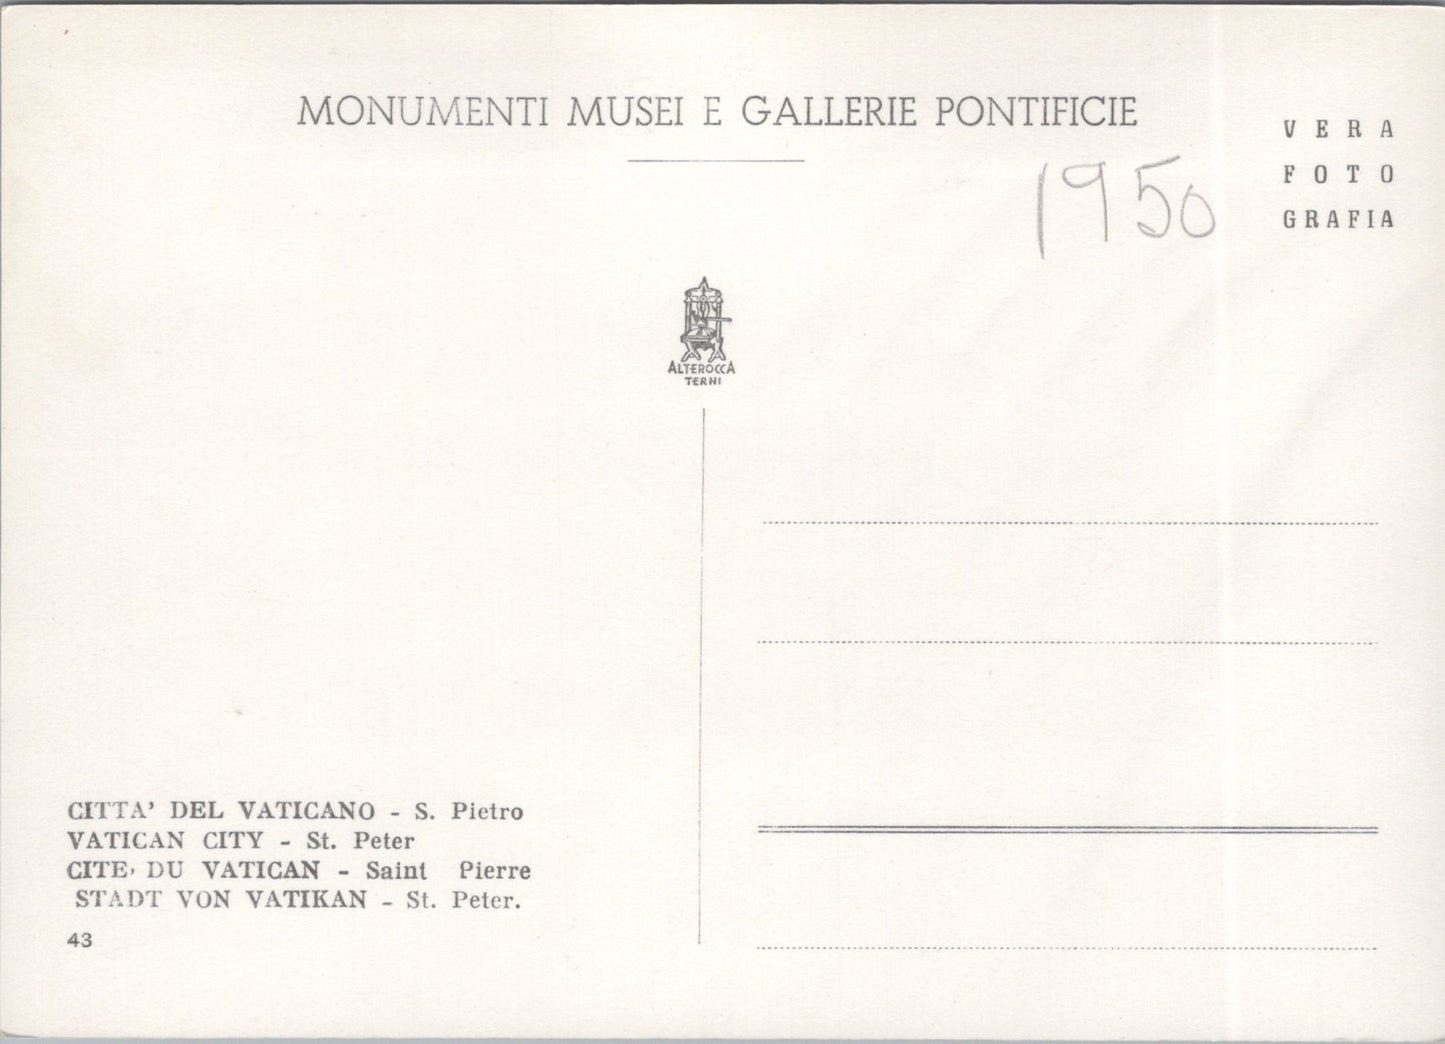 MONUMENTI MUSEI E GALLERIE PONTIFICIE
VERA
FOTO
GRAFIA
1950
ALTEROCCA
TERNI
CITTA' DEL VATICANO - S. Pietro
VATICAN CITY - St. Peter
CITE' DU VATICAN - Saint Pierre
STADT VON VATIKAN - St. Peter.
43